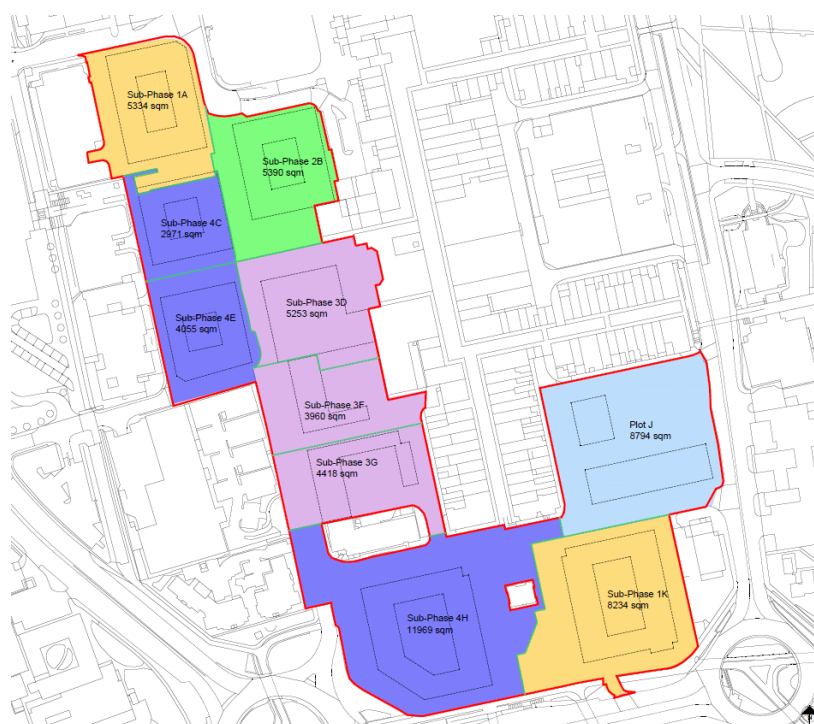 Sub-Phase 1A
5334 sqm
Sub-Phase 2B
5390 sqm
Sub-Phase 4C
2971 sqm
Sub-Phase 3D
5253 sqm
Sub-Phase 4E
4055 sqm
Sub-Phase 3F
3960 sqm
Plot J
8794 sqm
Sub-Phase 3G
4418 sqm
Sub-Phase 1K
8234 sqm
Sub-Phase 4H
11969 sqm